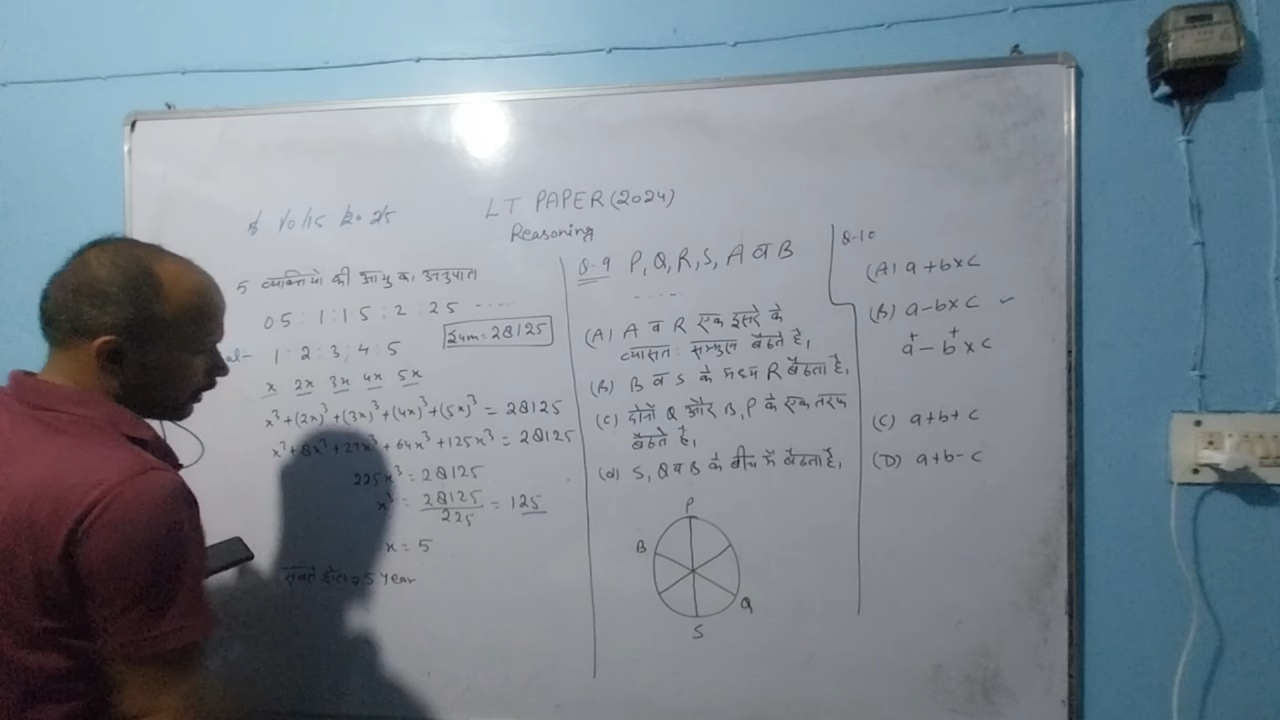 LT PAPER (2024)
Reasoning
5 व्यक्तियो की आयु का अनुपात
0 5 : 1 : 1 5 : 2 : 2 5 .....
Sum = 28125
1 : 2 : 3 : 4 : 5
x 2x 3x 4x 5x
x³ + (2x)³ + (3x)³ + (4x)³ + (5x)³ = 28125
x³ + 8x³ + 27x³ + 64x³ + 125x³ = 28125
225x³ = 28125
x³ = 28125/225 = 125
x = 5
सबसे छोटा → 5 Year
Q-9 P, Q, R, S, A व B
....
(A) A व R एक दूसरे के
व्यासतः सम्मुख बैठते है,
(B) B व S के मध्य R बैठता है,
(C) दोनों Q और B, P के एक तरफ
बैठते है,
(d) S, Q व B के बीच में बैठता है,
P
B
Q
S
Q-10
(A) a + b × c
(B) a - b × c ✓
a⁺ - b⁺ × c
(C) a + b + c
(D) a + b - c